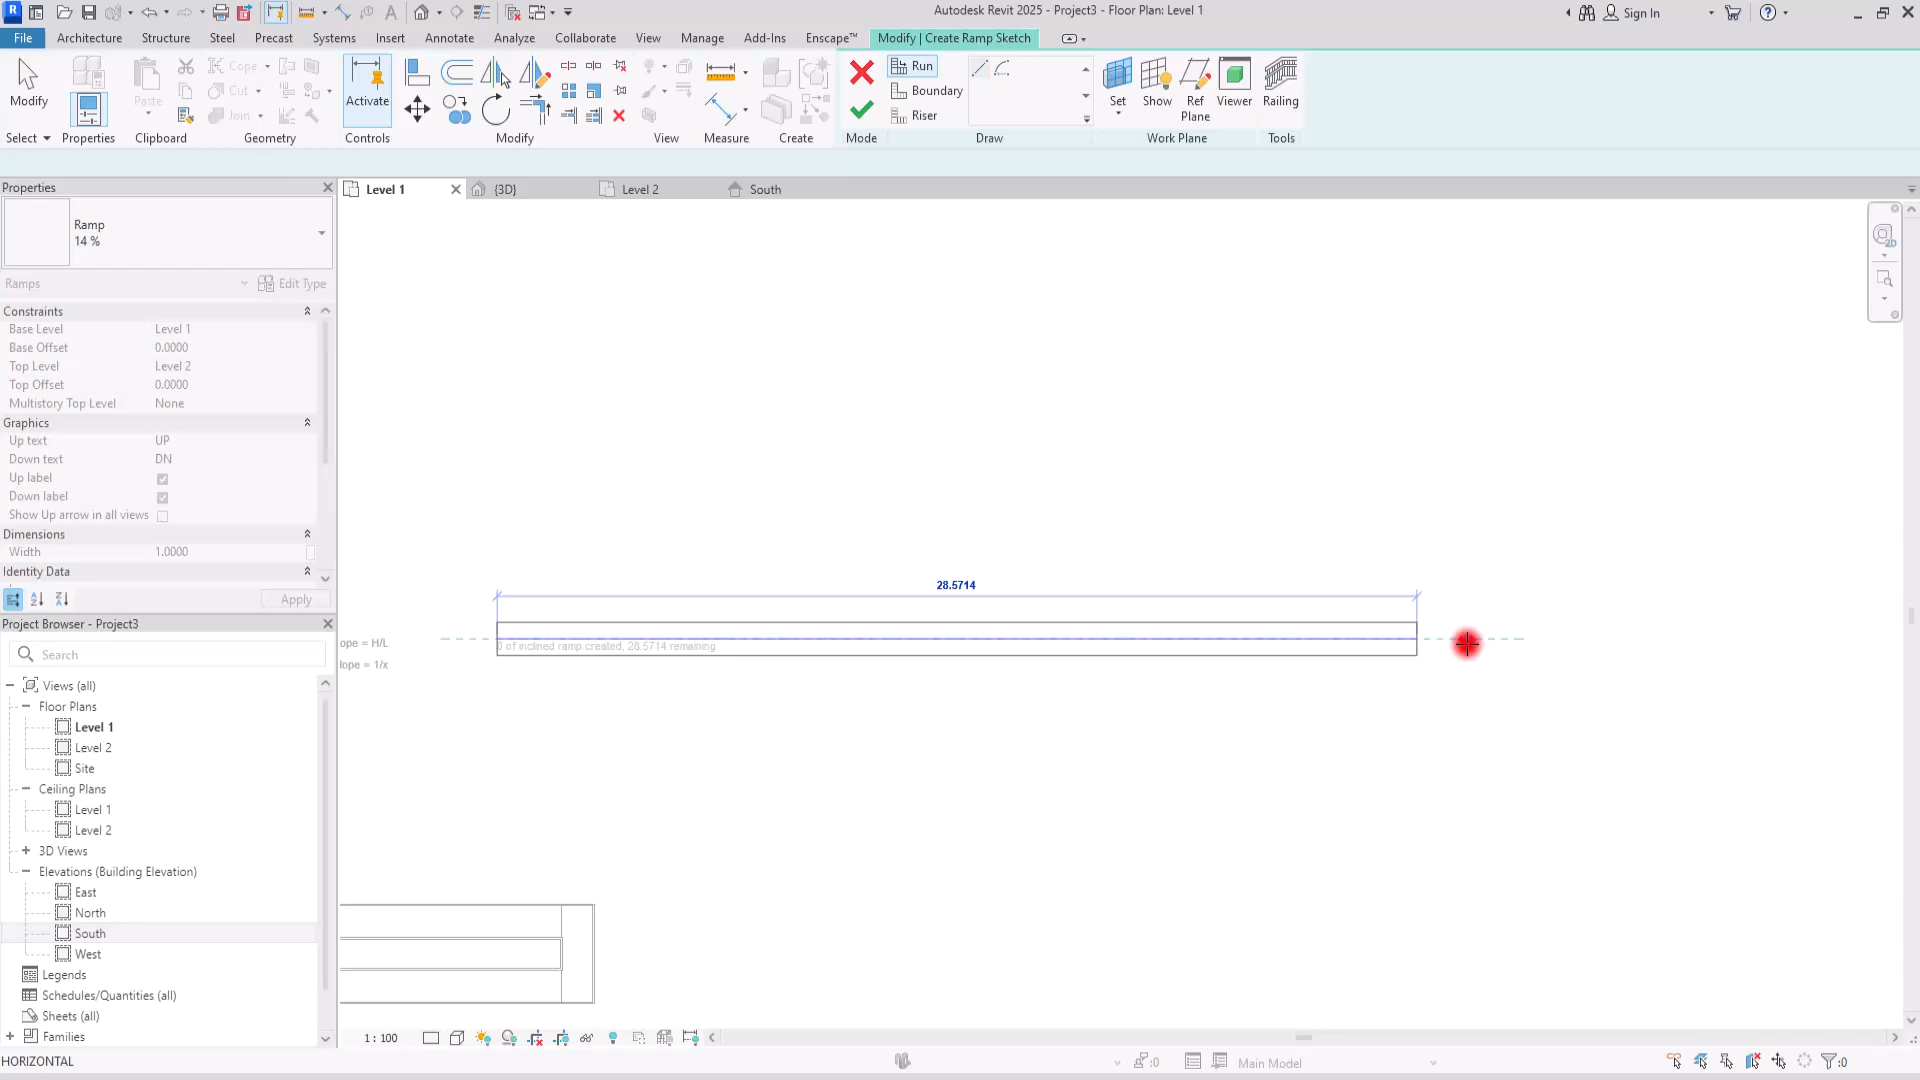 Autodesk Revit 2025 - Project3 - Floor Plan: Level 1
Sign In
File Architecture Structure Steel Precast Systems Insert Annotate Analyze Collaborate View Manage Add-Ins Enscape™ Modify | Create Ramp Sketch
Modify
Paste
Cope
Cut
Join
Activate
Run
Boundary
Riser
Set Show Ref Plane Viewer Railing
Select Properties Clipboard Geometry Controls Modify View Measure Create Mode Draw Work Plane Tools
Properties
Ramp
14 %
Ramps
Edit Type
Constraints
Base Level Level 1
Base Offset 0.0000
Top Level Level 2
Top Offset 0.0000
Multistory Top Level None
Graphics
Up text UP
Down text DN
Up label
Down label
Show Up arrow in all views
Dimensions
Width 1.0000
Identity Data
Apply
Project Browser - Project3
Search
Views (all)
Floor Plans
Level 1
Level 2
Site
Ceiling Plans
Level 1
Level 2
3D Views
Elevations (Building Elevation)
East
North
South
West
Legends
Schedules/Quantities (all)
Sheets (all)
Families
Level 1 {3D} Level 2 South
28.5714
ope = H/L
0 of inclined ramp created, 28.5714 remaining
lope = 1/x
2D
1 : 100
HORIZONTAL
:0
Main Model
:0